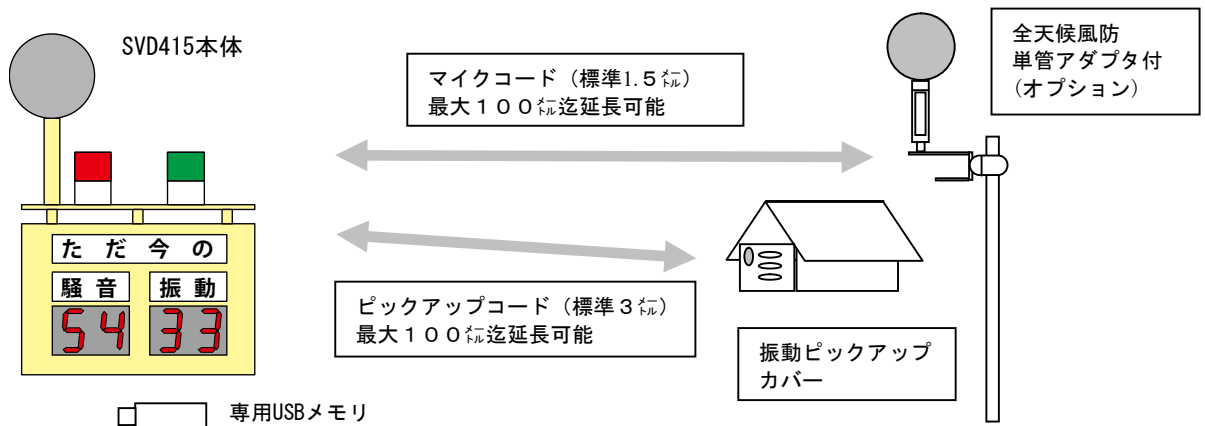 SVD415本体
マイクコード（標準1.5㍍）
最大１００㍍迄延長可能
全天候風防
単管アダプタ付
(オプション)
ただ今の
騒音 振動
54 33
ピックアップコード（標準３㍍）
最大１００㍍迄延長可能
振動ピックアップ
カバー
専用USBメモリ